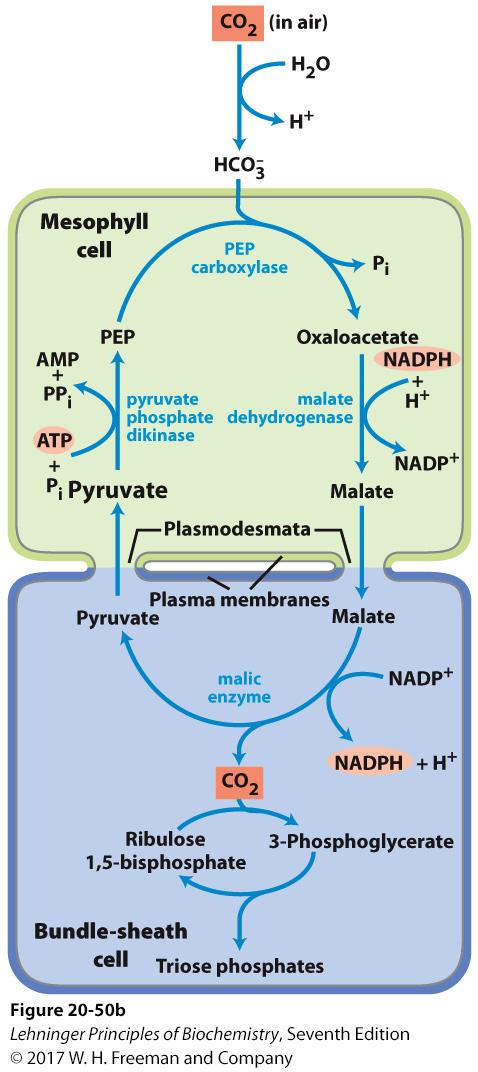 CO₂ (in air)
H₂O
H⁺
HCO₃⁻
Mesophyll
cell
PEP
carboxylase
Pᵢ
PEP
Oxaloacetate
AMP
+
PPᵢ
NADPH
+
H⁺
pyruvate
phosphate
dikinase
malate
dehydrogenase
ATP
+
Pᵢ
NADP⁺
Pyruvate
Malate
Plasmodesmata
Plasma membranes
Pyruvate
Malate
malic
enzyme
NADP⁺
NADPH + H⁺
CO₂
Ribulose
1,5-bisphosphate
3-Phosphoglycerate
Bundle-sheath
cell
Triose phosphates
Figure 20-50b
Lehninger Principles of Biochemistry, Seventh Edition
© 2017 W. H. Freeman and Company